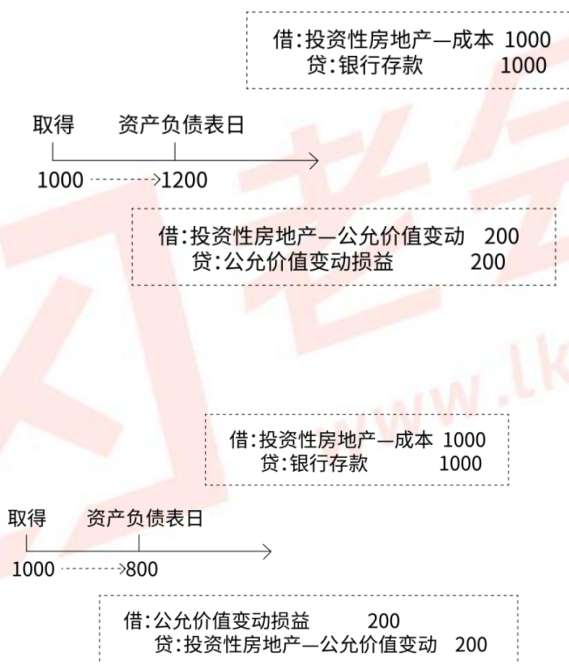 借:投资性房地产—成本 1000
贷:银行存款 1000
取得 资产负债表日
1000 1200
借:投资性房地产—公允价值变动 200
贷:公允价值变动损益 200
www.lk
借:投资性房地产—成本 1000
贷:银行存款 1000
取得 资产负债表日
1000 800
借:公允价值变动损益 200
贷:投资性房地产—公允价值变动 200